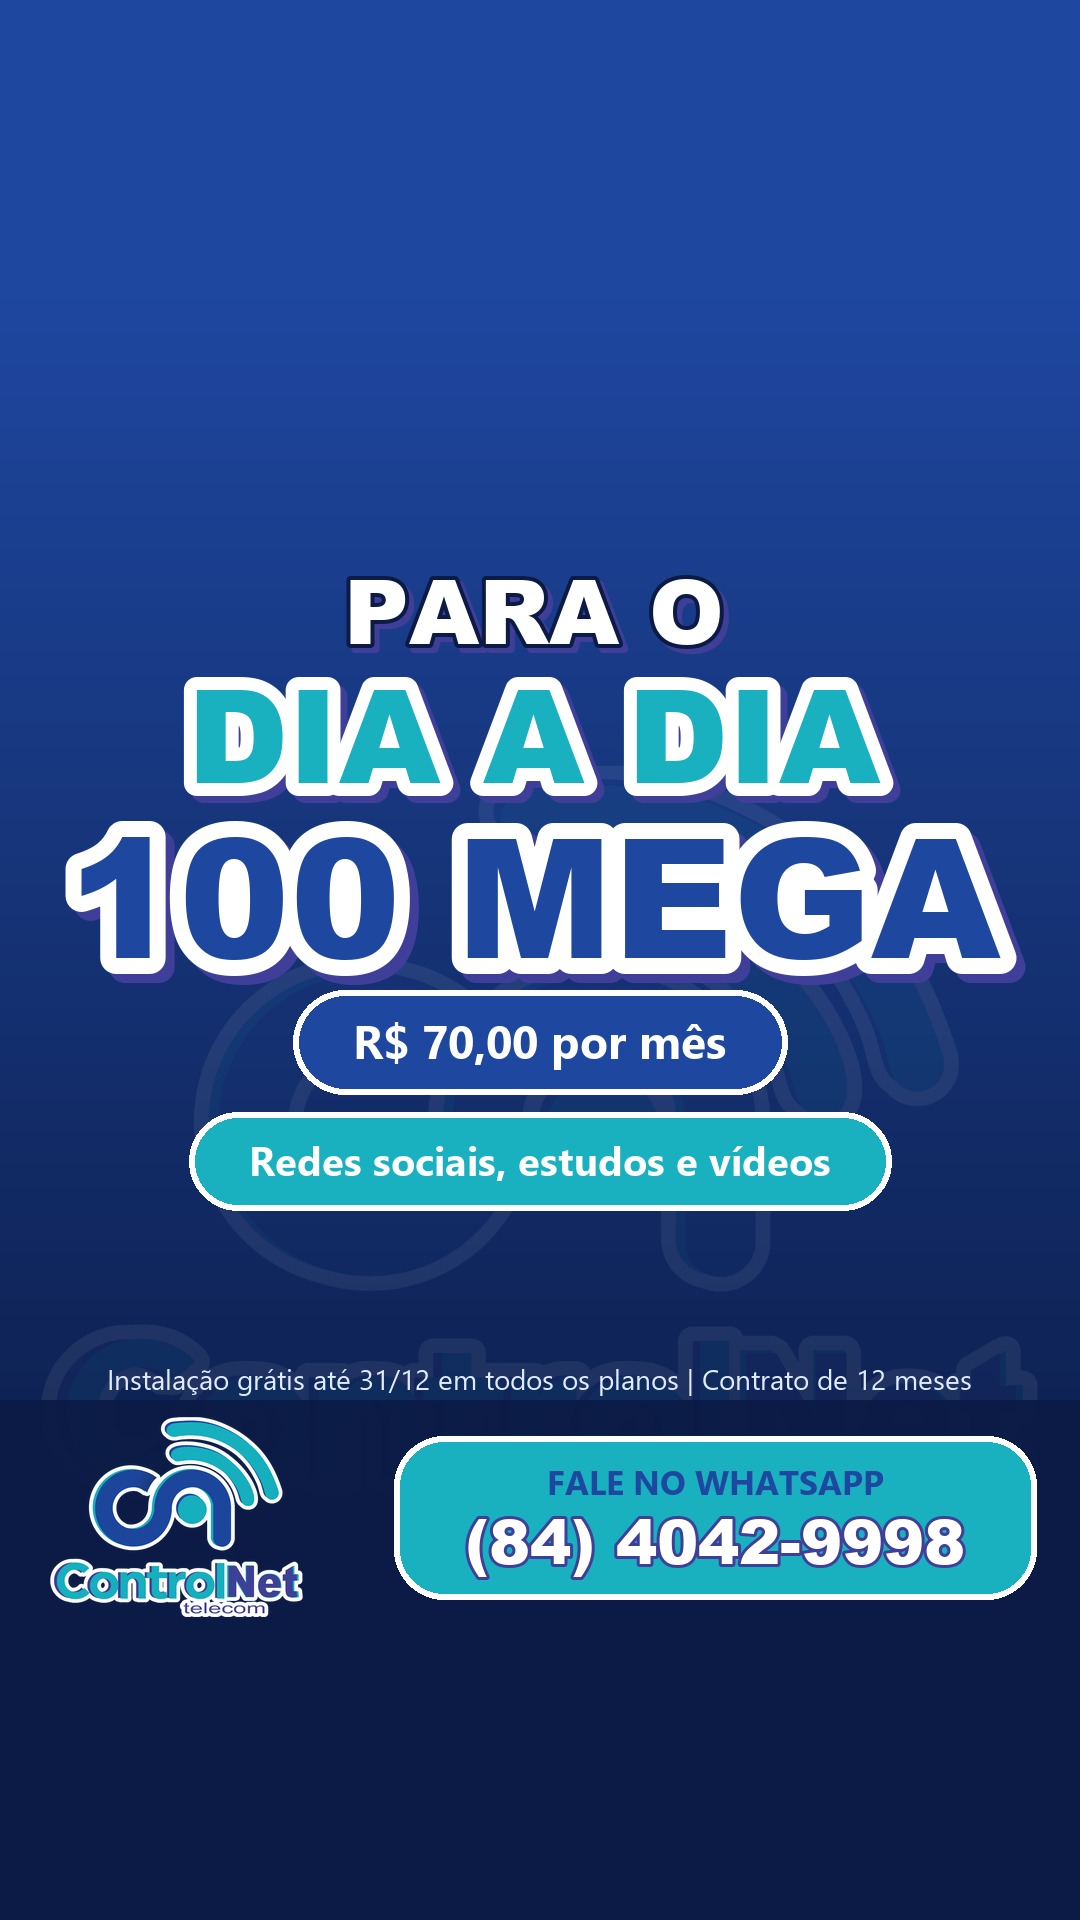 PARA O
DIA A DIA
100 MEGA
R$ 70,00 por mês
Redes sociais, estudos e vídeos
Instalação grátis até 31/12 em todos os planos | Contrato de 12 meses
FALE NO WHATSAPP
(84) 4042-9998
ControlNet
telecom